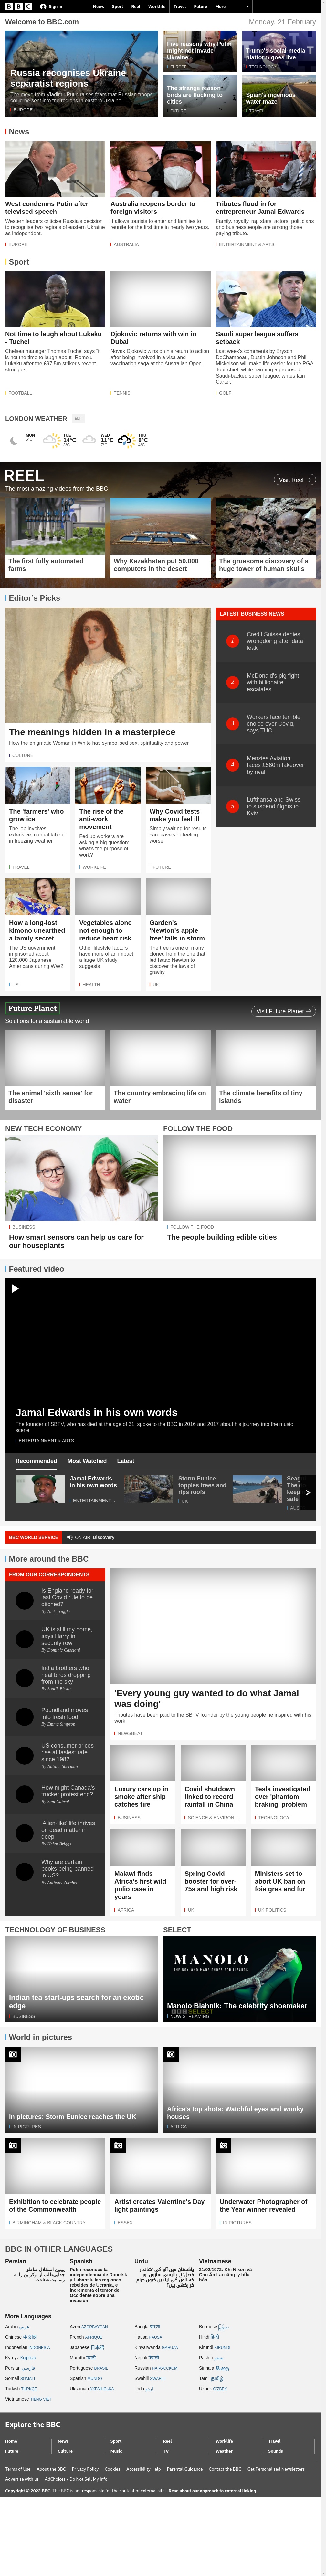 BBC
Sign in
News
Sport
Reel
Worklife
Travel
Future
More
Welcome to BBC.com
Monday, 21 February
Russia recognises Ukraine separatist regions
The move from Vladimir Putin raises fears that Russian troops could be sent into the regions in eastern Ukraine.
EUROPE
Five reasons why Putin might not invade Ukraine
EUROPE
Trump's social-media platform goes live
TECHNOLOGY
The strange reason birds are flocking to cities
FUTURE
Spain's ingenious water maze
TRAVEL
News
West condemns Putin after televised speech
Western leaders criticise Russia's decision to recognise two regions of eastern Ukraine as independent.
EUROPE
Australia reopens border to foreign visitors
It allows tourists to enter and families to reunite for the first time in nearly two years.
AUSTRALIA
Tributes flood in for entrepreneur Jamal Edwards
Family, royalty, rap stars, actors, politicians and businesspeople are among those paying tribute.
ENTERTAINMENT & ARTS
Sport
Not time to laugh about Lukaku - Tuchel
Chelsea manager Thomas Tuchel says "it is not the time to laugh about" Romelu Lukaku after the £97.5m striker's recent struggles.
FOOTBALL
Djokovic returns with win in Dubai
Novak Djokovic wins on his return to action after being involved in a visa and vaccination saga at the Australian Open.
TENNIS
Saudi super league suffers setback
Last week's comments by Bryson DeChambeau, Dustin Johnson and Phil Mickelson will make life easier for the PGA Tour chief, while harming a proposed Saudi-backed super league, writes Iain Carter.
GOLF
LONDON WEATHER
EDIT
MON
5°C
TUE
14°C
3°C
WED
11°C
7°C
THU
8°C
4°C
REEL
The most amazing videos from the BBC
Visit Reel
The first fully automated farms
Why Kazakhstan put 50,000 computers in the desert
The gruesome discovery of a huge tower of human skulls
Editor's Picks
The meanings hidden in a masterpiece
How the enigmatic Woman in White has symbolised sex, spirituality and power
CULTURE
The 'farmers' who grow ice
The job involves extensive manual labour in freezing weather
TRAVEL
The rise of the anti-work movement
Fed up workers are asking a big question: what's the purpose of work?
WORKLIFE
Why Covid tests make you feel ill
Simply waiting for results can leave you feeling worse
FUTURE
How a long-lost kimono unearthed a family secret
The US government imprisoned about 120,000 Japanese Americans during WW2
US
Vegetables alone not enough to reduce heart risk
Other lifestyle factors have more of an impact, a large UK study suggests
HEALTH
Garden's 'Newton's apple tree' falls in storm
The tree is one of many cloned from the one that led Isaac Newton to discover the laws of gravity
UK
LATEST BUSINESS NEWS
1
Credit Suisse denies wrongdoing after data leak
2
McDonald's pig fight with billionaire escalates
3
Workers face terrible choice over Covid, says TUC
4
Menzies Aviation faces £560m takeover by rival
5
Lufthansa and Swiss to suspend flights to Kyiv
Future Planet
Solutions for a sustainable world
Visit Future Planet
The animal 'sixth sense' for disaster
The country embracing life on water
The climate benefits of tiny islands
NEW TECH ECONOMY
BUSINESS
How smart sensors can help us care for our houseplants
FOLLOW THE FOOD
FOLLOW THE FOOD
The people building edible cities
Featured video
Jamal Edwards in his own words
The founder of SBTV, who has died at the age of 31, spoke to the BBC in 2016 and 2017 about his journey into the music scene.
ENTERTAINMENT & ARTS
Recommended
Most Watched
Latest
Jamal Edwards in his own words
ENTERTAINMENT ...
Storm Eunice topples trees and rips roofs
UK
BBC WORLD SERVICE
ON AIR: Discovery
More around the BBC
FROM OUR CORRESPONDENTS
Is England ready for last Covid rule to be ditched?
By Nick Triggle
UK is still my home, says Harry in security row
By Dominic Casciani
India brothers who heal birds dropping from the sky
By Soutik Biswas
Poundland moves into fresh food
By Emma Simpson
US consumer prices rise at fastest rate since 1982
By Natalie Sherman
How might Canada's trucker protest end?
By Sam Cabral
'Alien-like' life thrives on dead matter in deep
By Helen Briggs
Why are certain books being banned in US?
By Anthony Zurcher
'Every young guy wanted to do what Jamal was doing'
Tributes have been paid to the SBTV founder by the young people he inspired with his work.
NEWSBEAT
Luxury cars up in smoke after ship catches fire
BUSINESS
Covid shutdown linked to record rainfall in China
SCIENCE & ENVIRON...
Tesla investigated over 'phantom braking' problem
TECHNOLOGY
Malawi finds Africa's first wild polio case in years
AFRICA
Spring Covid booster for over-75s and high risk
UK
Ministers set to abort UK ban on foie gras and fur
UK POLITICS
TECHNOLOGY OF BUSINESS
Indian tea start-ups search for an exotic edge
BUSINESS
SELECT
MANOLO
THE BOY WHO MADE SHOES FOR LIZARDS
Manolo Blahnik: The celebrity shoemaker
BBC SELECT
NOW STREAMING
World in pictures
In pictures: Storm Eunice reaches the UK
IN PICTURES
Africa's top shots: Watchful eyes and wonky houses
AFRICA
Exhibition to celebrate people of the Commonwealth
BIRMINGHAM & BLACK COUNTRY
Artist creates Valentine's Day light paintings
ESSEX
Underwater Photographer of the Year winner revealed
IN PICTURES
BBC IN OTHER LANGUAGES
Persian
Spanish
Putin reconoce la independencia de Donetsk y Luhansk, las regiones rebeldes de Ucrania, e incrementa el temor de Occidente sobre una invasión
Urdu
Vietnamese
21/02/1972: Khi Nixon và Chu Ân Lai nâng ly hữu hảo
More Languages
Arabic عربي
Azeri AZƏRBAYCAN
Bangla বাংলা
Burmese
Chinese 中文网
French AFRIQUE
Hausa HAUSA
Hindi हिन्दी
Indonesian INDONESIA
Japanese 日本語
Kinyarwanda GAHUZA
Kirundi KIRUNDI
Kyrgyz Кыргыз
Marathi मराठी
Nepali नेपाली
Pashto پښتو
Persian فارسی
Portuguese BRASIL
Russian НА РУССКОМ
Sinhala සිංහල
Somali SOMALI
Spanish MUNDO
Swahili SWAHILI
Tamil தமிழ்
Turkish TÜRKÇE
Ukrainian УКРАЇНСЬКА
Urdu اردو
Uzbek O'ZBEK
Vietnamese TIẾNG VIỆT
Explore the BBC
Home
News
Sport
Reel
Worklife
Travel
Future
Culture
Music
TV
Weather
Sounds
Terms of Use
About the BBC
Privacy Policy
Cookies
Accessibility Help
Parental Guidance
Contact the BBC
Get Personalised Newsletters
Advertise with us
AdChoices / Do Not Sell My Info
Copyright © 2022 BBC. The BBC is not responsible for the content of external sites. Read about our approach to external linking.